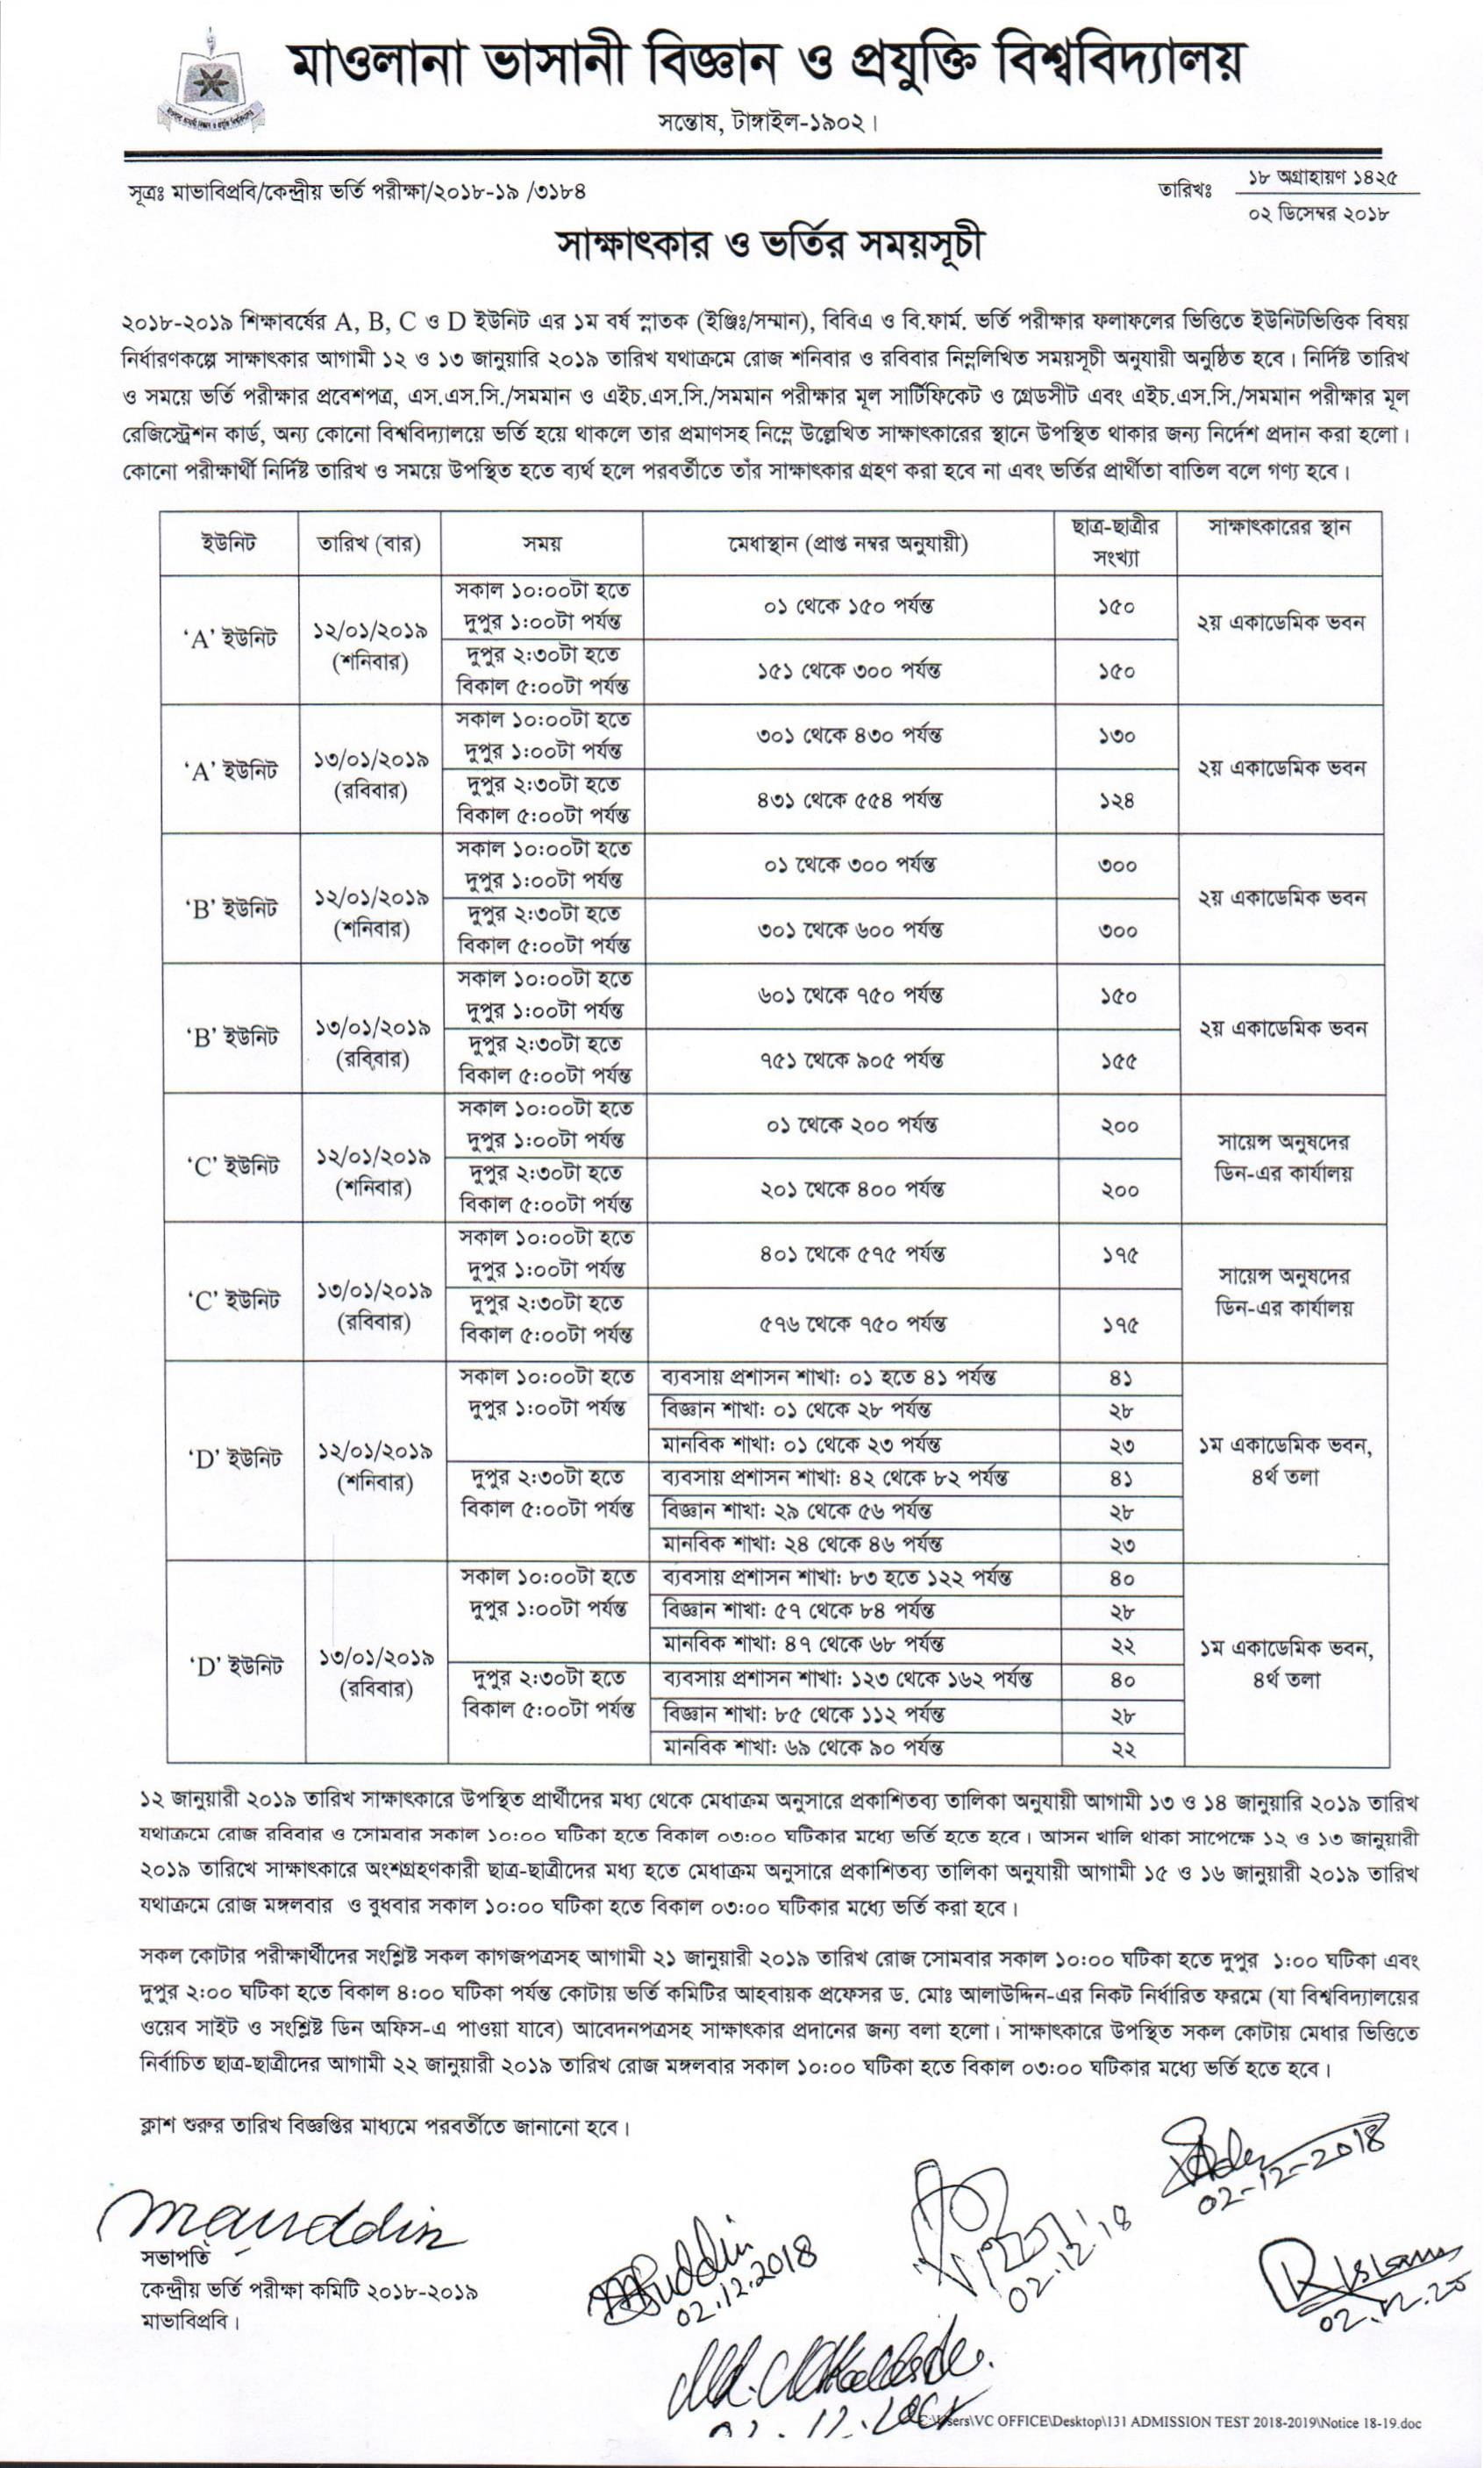 মাওলানা ভাসানী বিজ্ঞান ও প্রযুক্তি বিশ্ববিদ্যালয়
সন্তোষ, টাঙ্গাইল-১৯০২।
সূত্রঃ মাভাবিপ্রবি/কেন্দ্রীয় ভর্তি পরীক্ষা/২০১৮-১৯ /৩১৮৪
তারিখঃ ১৮ অগ্রাহায়ণ ১৪২৫
০২ ডিসেম্বর ২০১৮
সাক্ষাৎকার ও ভর্তির সময়সূচী
২০১৮-২০১৯ শিক্ষাবর্ষের A, B, C ও D ইউনিট এর ১ম বর্ষ স্নাতক (ইঞ্জিঃ/সম্মান), বিবিএ ও বি.ফার্ম. ভর্তি পরীক্ষার ফলাফলের ভিত্তিতে ইউনিটভিত্তিক বিষয়
নির্ধারণকল্পে সাক্ষাৎকার আগামী ১২ ও ১৩ জানুয়ারি ২০১৯ তারিখ যথাক্রমে রোজ শনিবার ও রবিবার নিম্নলিখিত সময়সূচী অনুযায়ী অনুষ্ঠিত হবে। নির্দিষ্ট তারিখ
ও সময়ে ভর্তি পরীক্ষার প্রবেশপত্র, এস.এস.সি./সমমান ও এইচ.এস.সি./সমমান পরীক্ষার মূল সার্টিফিকেট ও গ্রেডসীট এবং এইচ.এস.সি./সমমান পরীক্ষার মূল
রেজিস্ট্রেশন কার্ড, অন্য কোনো বিশ্ববিদ্যালয়ে ভর্তি হয়ে থাকলে তার প্রমাণসহ নিম্নে উল্লেখিত সাক্ষাৎকারের স্থানে উপস্থিত থাকার জন্য নির্দেশ প্রদান করা হলো।
কোনো পরীক্ষার্থী নির্দিষ্ট তারিখ ও সময়ে উপস্থিত হতে ব্যর্থ হলে পরবর্তীতে তাঁর সাক্ষাৎকার গ্রহণ করা হবে না এবং ভর্তির প্রার্থীতা বাতিল বলে গণ্য হবে।
ইউনিট তারিখ (বার) সময় মেধাস্থান (প্রাপ্ত নম্বর অনুযায়ী) ছাত্র-ছাত্রীর সাক্ষাৎকারের স্থান
সংখ্যা
সকাল ১০:০০টা হতে
দুপুর ১:০০টা পর্যন্ত ০১ থেকে ১৫০ পর্যন্ত ১৫০
‘A’ ইউনিট ১২/০১/২০১৯ ২য় একাডেমিক ভবন
(শনিবার)
দুপুর ২:৩০টা হতে
বিকাল ৫:০০টা পর্যন্ত ১৫১ থেকে ৩০০ পর্যন্ত ১৫০
সকাল ১০:০০টা হতে
দুপুর ১:০০টা পর্যন্ত ৩০১ থেকে ৪৩০ পর্যন্ত ১৩০
‘A’ ইউনিট ১৩/০১/২০১৯ ২য় একাডেমিক ভবন
(রবিবার)
দুপুর ২:৩০টা হতে
বিকাল ৫:০০টা পর্যন্ত ৪৩১ থেকে ৫৫৪ পর্যন্ত ১২৪
সকাল ১০:০০টা হতে
দুপুর ১:০০টা পর্যন্ত ০১ থেকে ৩০০ পর্যন্ত ৩০০
‘B’ ইউনিট ১২/০১/২০১৯ ২য় একাডেমিক ভবন
(শনিবার)
দুপুর ২:৩০টা হতে
বিকাল ৫:০০টা পর্যন্ত ৩০১ থেকে ৬০০ পর্যন্ত ৩০০
সকাল ১০:০০টা হতে
দুপুর ১:০০টা পর্যন্ত ৬০১ থেকে ৭৫০ পর্যন্ত ১৫০
‘B’ ইউনিট ১৩/০১/২০১৯ ২য় একাডেমিক ভবন
(রবিবার)
দুপুর ২:৩০টা হতে
বিকাল ৫:০০টা পর্যন্ত ৭৫১ থেকে ৯০৫ পর্যন্ত ১৫৫
সকাল ১০:০০টা হতে
দুপুর ১:০০টা পর্যন্ত ০১ থেকে ২০০ পর্যন্ত ২০০
‘C’ ইউনিট ১২/০১/২০১৯ সায়েন্স অনুষদের
(শনিবার) ডিন-এর কার্যালয়
দুপুর ২:৩০টা হতে
বিকাল ৫:০০টা পর্যন্ত ২০১ থেকে ৪০০ পর্যন্ত ২০০
সকাল ১০:০০টা হতে
দুপুর ১:০০টা পর্যন্ত ৪০১ থেকে ৫৭৫ পর্যন্ত ১৭৫
‘C’ ইউনিট ১৩/০১/২০১৯ সায়েন্স অনুষদের
(রবিবার) ডিন-এর কার্যালয়
দুপুর ২:৩০টা হতে
বিকাল ৫:০০টা পর্যন্ত ৫৭৬ থেকে ৭৫০ পর্যন্ত ১৭৫
সকাল ১০:০০টা হতে ব্যবসায় প্রশাসন শাখা: ০১ হতে ৪১ পর্যন্ত ৪১
দুপুর ১:০০টা পর্যন্ত বিজ্ঞান শাখা: ০১ থেকে ২৮ পর্যন্ত ২৮
মানবিক শাখা: ০১ থেকে ২৩ পর্যন্ত ২৩
‘D’ ইউনিট ১২/০১/২০১৯ ১ম একাডেমিক ভবন,
(শনিবার) ৪র্থ তলা
দুপুর ২:৩০টা হতে ব্যবসায় প্রশাসন শাখা: ৪২ থেকে ৮২ পর্যন্ত ৪১
বিকাল ৫:০০টা পর্যন্ত বিজ্ঞান শাখা: ২৯ থেকে ৫৬ পর্যন্ত ২৮
মানবিক শাখা: ২৪ থেকে ৪৬ পর্যন্ত ২৩
সকাল ১০:০০টা হতে ব্যবসায় প্রশাসন শাখা: ৮৩ হতে ১২২ পর্যন্ত ৪০
দুপুর ১:০০টা পর্যন্ত বিজ্ঞান শাখা: ৫৭ থেকে ৮৪ পর্যন্ত ২৮
মানবিক শাখা: ৪৭ থেকে ৬৮ পর্যন্ত ২২
‘D’ ইউনিট ১৩/০১/২০১৯ ১ম একাডেমিক ভবন,
(রবিবার) ৪র্থ তলা
দুপুর ২:৩০টা হতে ব্যবসায় প্রশাসন শাখা: ১২৩ থেকে ১৬২ পর্যন্ত ৪০
বিকাল ৫:০০টা পর্যন্ত বিজ্ঞান শাখা: ৮৫ থেকে ১১২ পর্যন্ত ২৮
মানবিক শাখা: ৬৯ থেকে ৯০ পর্যন্ত ২২
১২ জানুয়ারী ২০১৯ তারিখ সাক্ষাৎকারে উপস্থিত প্রার্থীদের মধ্য থেকে মেধাক্রম অনুসারে প্রকাশিতব্য তালিকা অনুযায়ী আগামী ১৩ ও ১৪ জানুয়ারি ২০১৯ তারিখ
যথাক্রমে রোজ রবিবার ও সোমবার সকাল ১০:০০ ঘটিকা হতে বিকাল ০৩:০০ ঘটিকার মধ্যে ভর্তি হতে হবে। আসন খালি থাকা সাপেক্ষে ১২ ও ১৩ জানুয়ারী
২০১৯ তারিখে সাক্ষাৎকারে অংশগ্রহণকারী ছাত্র-ছাত্রীদের মধ্য হতে মেধাক্রম অনুসারে প্রকাশিতব্য তালিকা অনুযায়ী আগামী ১৫ ও ১৬ জানুয়ারী ২০১৯ তারিখ
যথাক্রমে রোজ মঙ্গলবার ও বুধবার সকাল ১০:০০ ঘটিকা হতে বিকাল ০৩:০০ ঘটিকার মধ্যে ভর্তি করা হবে।
সকল কোটার পরীক্ষার্থীদের সংশ্লিষ্ট সকল কাগজপত্রসহ আগামী ২১ জানুয়ারী ২০১৯ তারিখ রোজ সোমবার সকাল ১০:০০ ঘটিকা হতে দুপুর ১:০০ ঘটিকা এবং
দুপুর ২:০০ ঘটিকা হতে বিকাল ৪:০০ ঘটিকা পর্যন্ত কোটায় ভর্তি কমিটির আহবায়ক প্রফেসর ড. মোঃ আলাউদ্দিন-এর নিকট নির্ধারিত ফরমে (যা বিশ্ববিদ্যালয়ের
ওয়েব সাইট ও সংশ্লিষ্ট ডিন অফিস-এ পাওয়া যাবে) আবেদনপত্রসহ সাক্ষাৎকার প্রদানের জন্য বলা হলো। সাক্ষাৎকারে উপস্থিত সকল কোটায় মেধার ভিত্তিতে
নির্বাচিত ছাত্র-ছাত্রীদের আগামী ২২ জানুয়ারী ২০১৯ তারিখ রোজ মঙ্গলবার সকাল ১০:০০ ঘটিকা হতে বিকাল ০৩:০০ ঘটিকার মধ্যে ভর্তি হতে হবে।
ক্লাশ শুরুর তারিখ বিজ্ঞপ্তির মাধ্যমে পরবর্তীতে জানানো হবে।
02-12-2018
02.12.2018
02.12.18
সভাপতি
কেন্দ্রীয় ভর্তি পরীক্ষা কমিটি ২০১৮-২০১৯
মাভাবিপ্রবি।
VC OFFICE\Desktop\131 ADMISSION TEST 2018-2019\Notice 18-19.doc